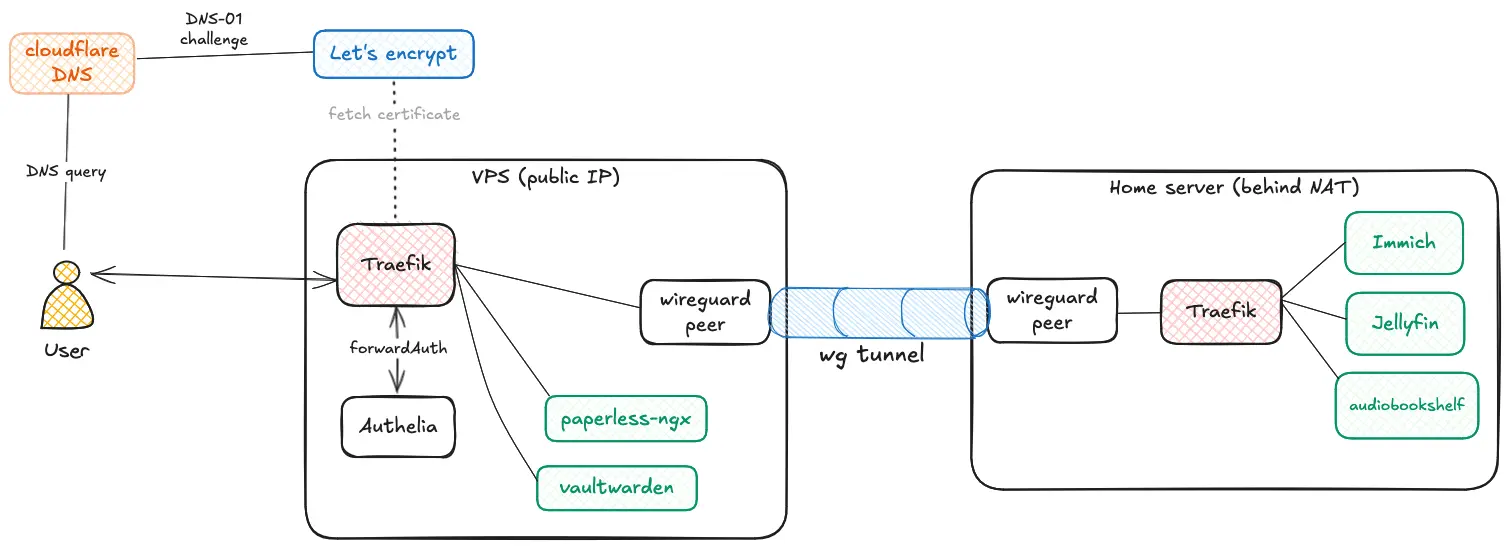 DNS-01
challenge
cloudflare
DNS
Let's encrypt
fetch certificate
DNS query
VPS (public IP)
Home server (behind NAT)
Traefik
Immich
wireguard
peer
wireguard
peer
Traefik
Jellyfin
User
forwardAuth
wg tunnel
Authelia
paperless-ngx
audiobookshelf
vaultwarden